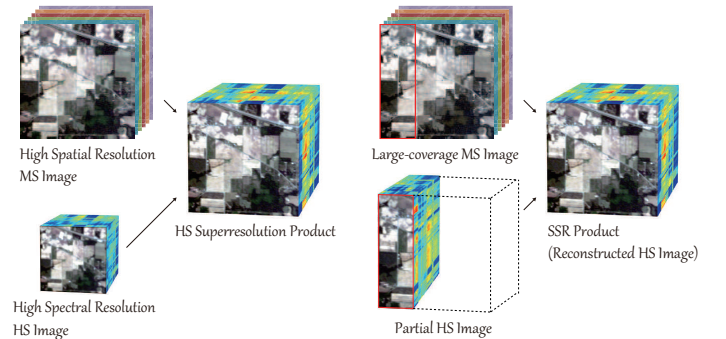 High Spatial Resolution
MS Image
HS Superresolution Product
High Spectral Resolution
HS Image
Large-coverage MS Image
SSR Product
(Reconstructed HS Image)
Partial HS Image